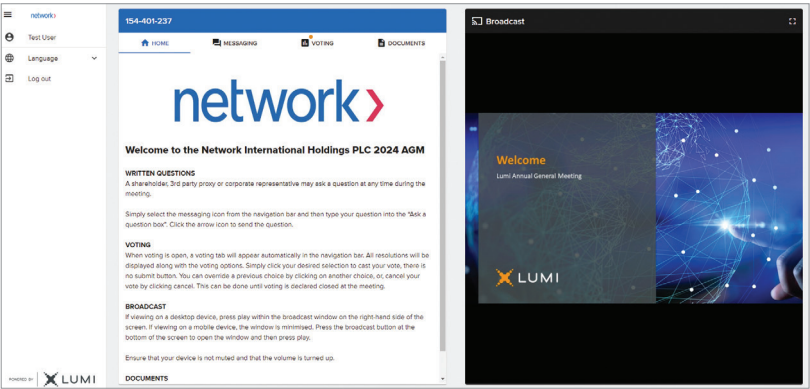 network›
Test User
Language
Log out
POWERED BY LUMI
154-401-237
HOME MESSAGING VOTING DOCUMENTS
network›
Welcome to the Network International Holdings PLC 2024 AGM
WRITTEN QUESTIONS
A shareholder, 3rd party proxy or corporate representative may ask a question at any time during the
meeting.
Simply select the messaging icon from the navigation bar and then type your question into the "Ask a
question box". Click the arrow icon to send the question.
VOTING
When voting is open, a voting tab will appear automatically in the navigation bar. All resolutions will be
displayed along with the voting options. Simply click your desired selection to cast your vote, there is
no submit button. You can override a previous choice by clicking on another choice, or, cancel your
vote by clicking cancel. This can be done until voting is declared closed at the meeting.
BROADCAST
If viewing on a desktop device, press play within the broadcast window on the right-hand side of the
screen. If viewing on a mobile device, the window is minimised. Press the broadcast button at the
bottom of the screen to open the window and then press play.
Ensure that your device is not muted and that the volume is turned up.
DOCUMENTS
Broadcast
Welcome
Lumi Annual General Meeting
LUMI